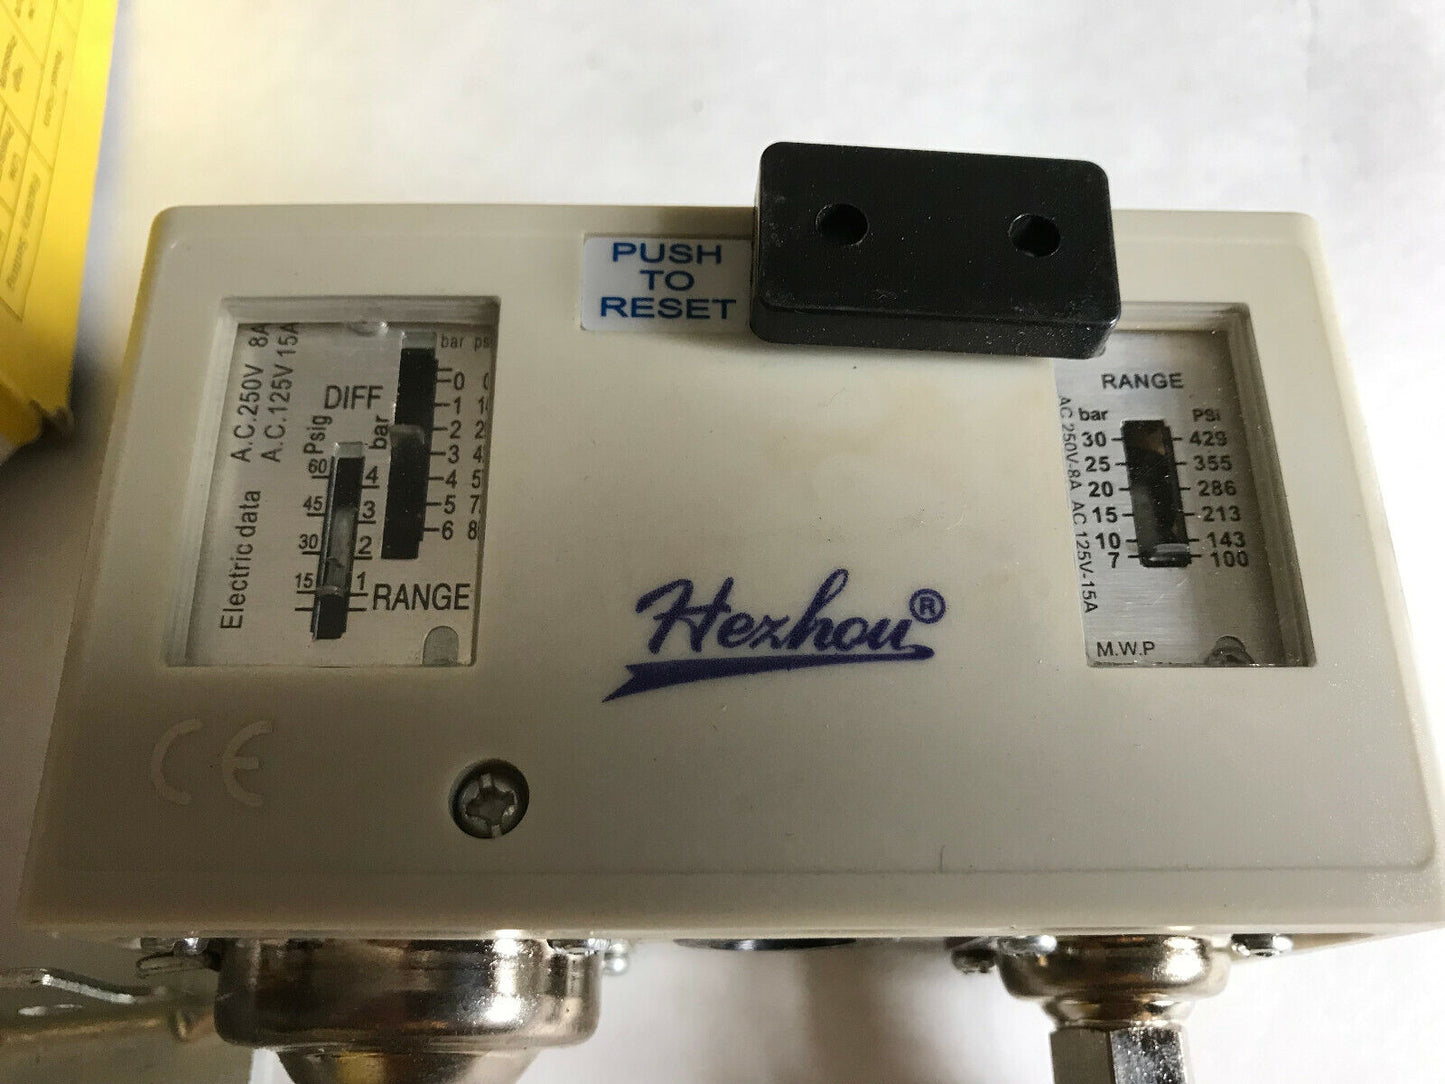 PUSH
TO
RESET
Electric data A.C.250V 8A
A.C.125V 15A
DIFF
Psig bar
60 4
45 3
30 2
15 1
bar
0
1
2
3
4
5
6
RANGE
Hezhou®
RANGE
bar PSI
30 429
25 355
20 286
15 213
10 143
7 100
AC 250V-8A AC 125V-15A
M.W.P
CE